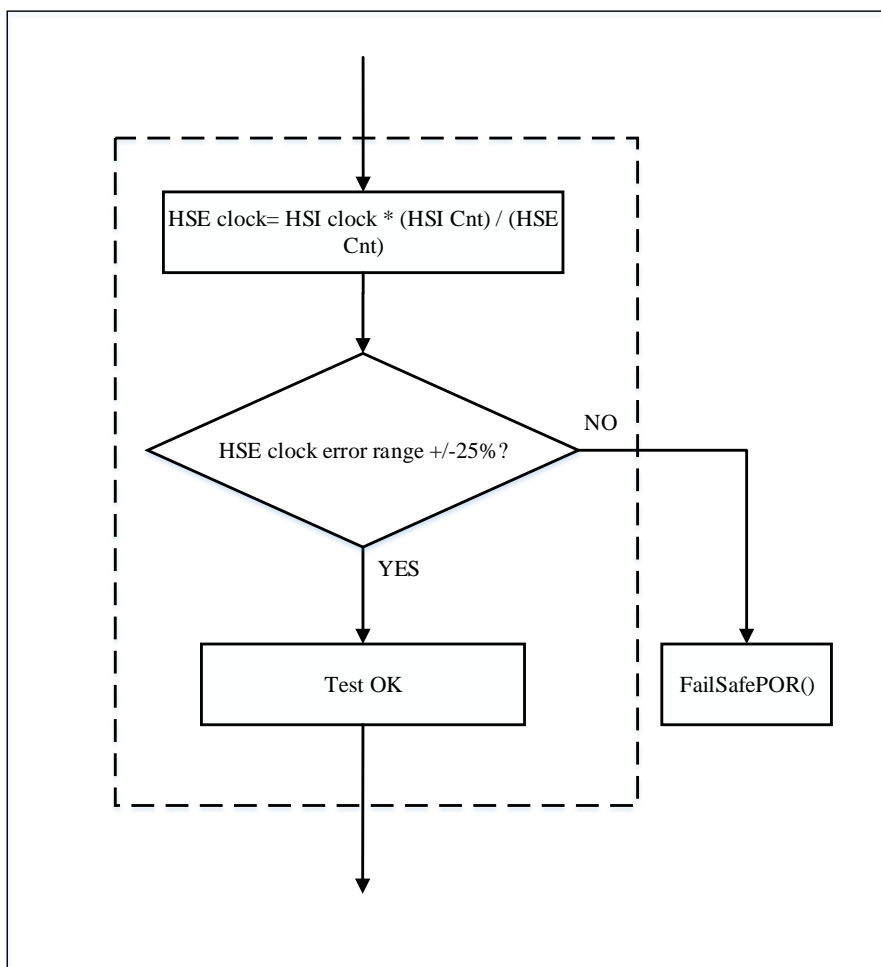 HSE clock= HSI clock * (HSI Cnt) / (HSE
Cnt)
HSE clock error range +/-25%?
NO
YES
Test OK
FailSafePOR()